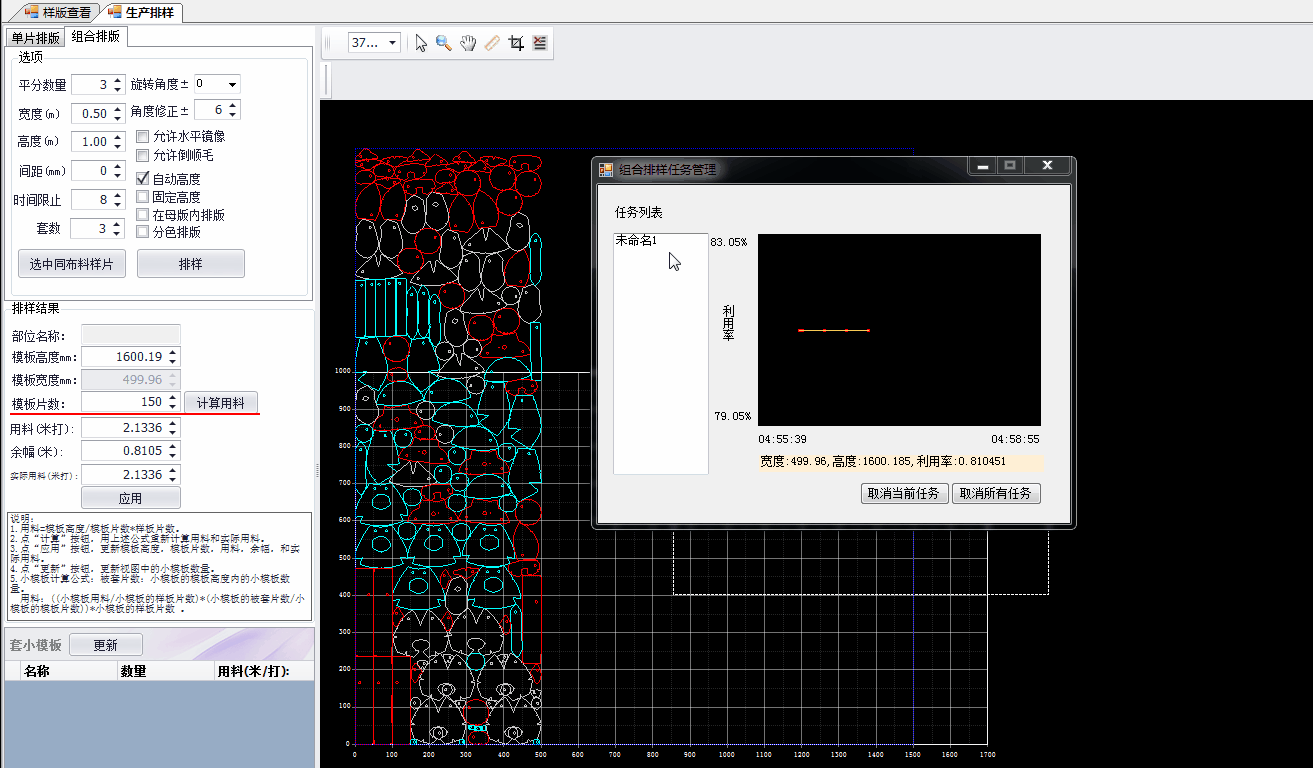 样版查看 生产排样
单片排版 组合排版
选项
平分数量 3 旋转角度± 0
宽度(m) 0.50 角度修正± 6
高度(m) 1.00 允许水平镜像
允许倒顺毛
间距(mm) 0 自动高度
时间限止 8 固定高度
在母版内排版
套数 3 分色排版
选中同布料样片 排样
排样结果
部位名称:
模板高度mm: 1600.19
模板宽度mm: 499.96
模板片数: 150 计算用料
用料(米打): 2.1336
余幅(米): 0.8105
实际用料(米打): 2.1336
应用
说明:
1.用料=模板高度/模板片数*样板片数。
2.点“计算”按钮，用上述公式重新计算用料和实际用料。
3.点“应用”按钮，更新模板高度，模板片数，用料，余幅，和实
际用料。
4.点“更新”按钮，更新视图中的小模板数量。
5.小模板计算公式：被套片数：小模板的模板高度内的小模板数
量。
用料：((小模板用料/小模板的样板片数)*(小模板的被套片数/小
模板的模板片数))*小模板的样板片数 。
套小模板 更新
名称 数量 用料(米/打):
37...
组合排样任务管理
任务列表
未命名1
83.05%
利用率
79.05%
04:55:39 04:58:55
宽度:499.96,高度:1600.185,利用率:0.810451
取消当前任务 取消所有任务
1000
900
800
700
600
500
400
300
200
100
0
0 100 200 300 400 500 600 700 800 900 1000 1100 1200 1300 1400 1500 1600 1700